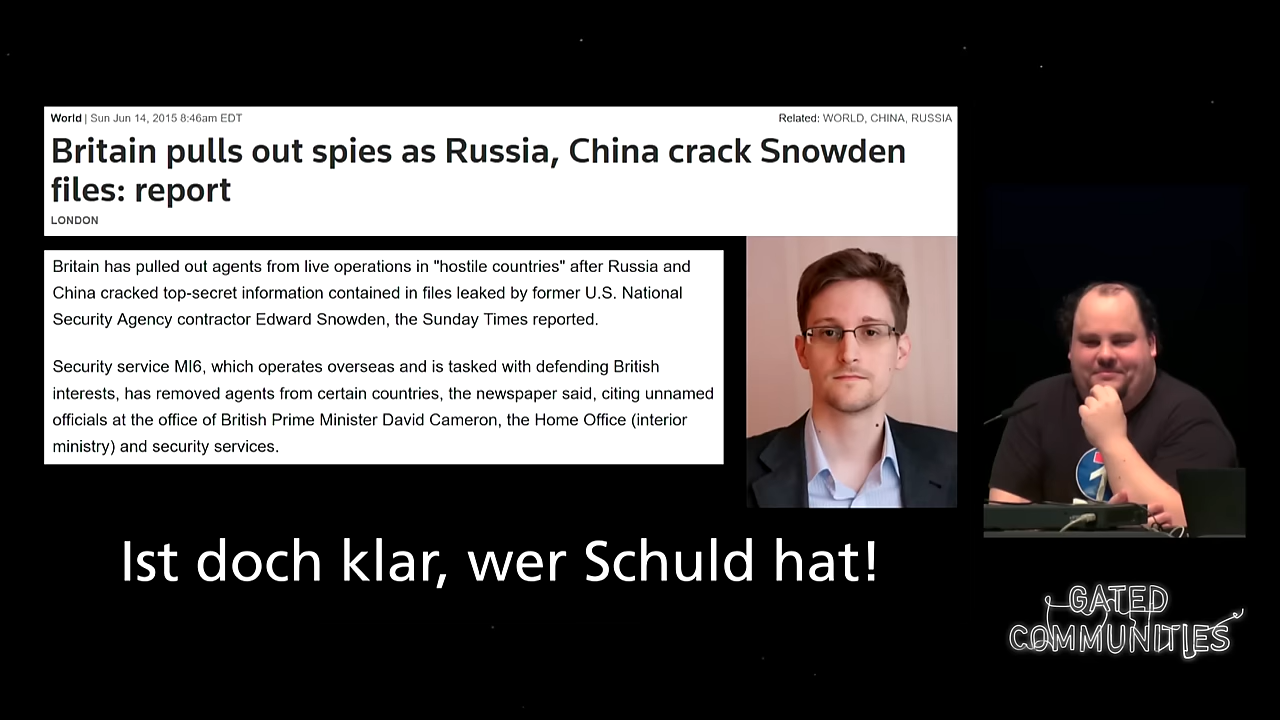 World | Sun Jun 14, 2015 8:46am EDT
Related: WORLD, CHINA, RUSSIA
Britain pulls out spies as Russia, China crack Snowden
files: report
LONDON
Britain has pulled out agents from live operations in "hostile countries" after Russia and
China cracked top-secret information contained in files leaked by former U.S. National
Security Agency contractor Edward Snowden, the Sunday Times reported.
Security service MI6, which operates overseas and is tasked with defending British
interests, has removed agents from certain countries, the newspaper said, citing unnamed
officials at the office of British Prime Minister David Cameron, the Home Office (interior
ministry) and security services.
Ist doch klar, wer Schuld hat!
GATED
COMMUNITIES